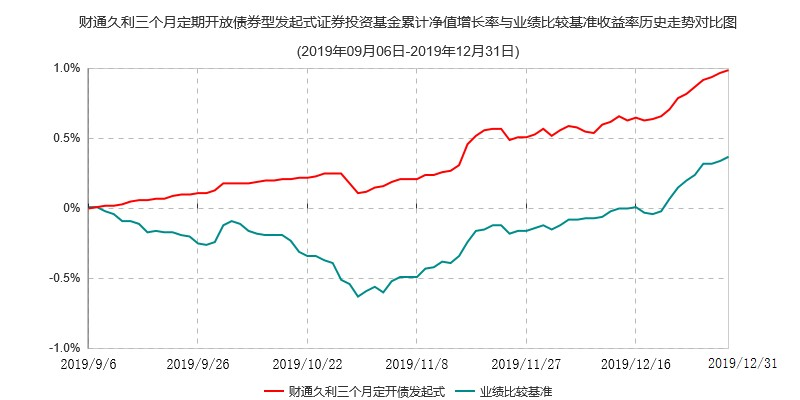 财通久利三个月定期开放债券型发起式证券投资基金累计净值增长率与业绩比较基准收益率历史走势对比图
(2019年09月06日-2019年12月31日)
1.0%
0.5%
0%
-0.5%
-1.0%
2019/9/6 2019/9/26 2019/10/22 2019/11/8 2019/11/27 2019/12/16 2019/12/31
财通久利三个月定开债发起式 业绩比较基准